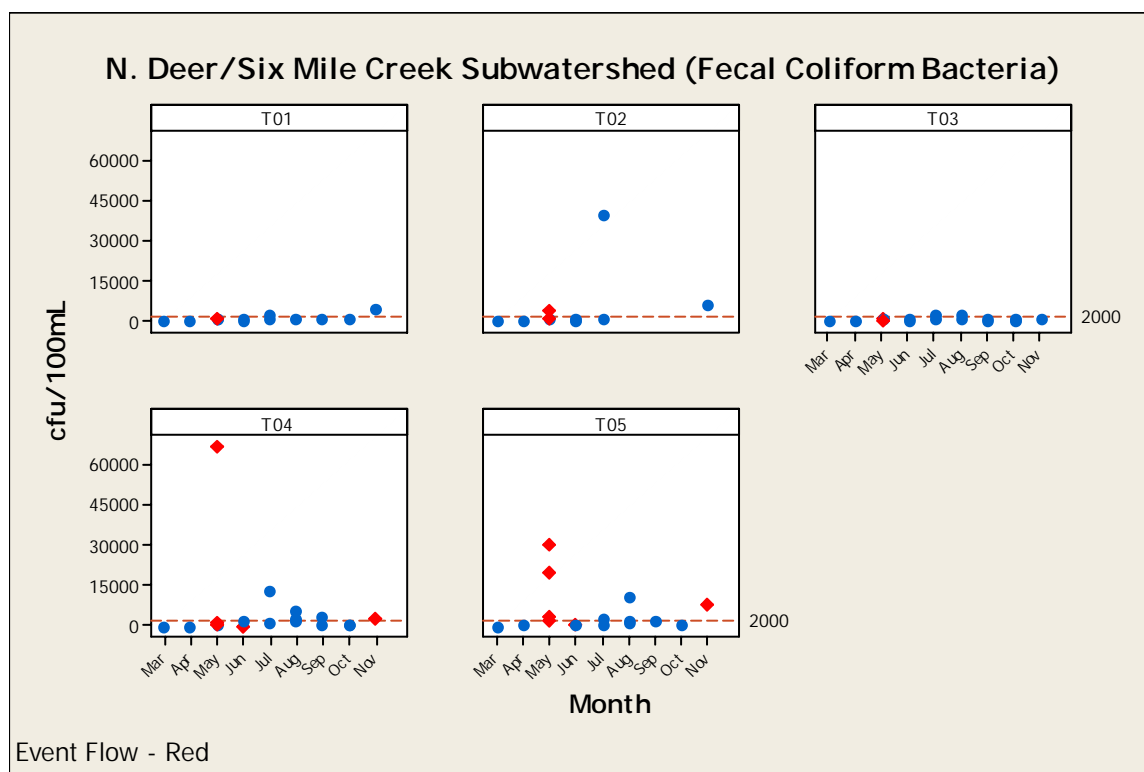 N. Deer/Six Mile Creek Subwatershed (Fecal Coliform Bacteria)
T01
T02
T03
60000
45000
30000
15000
0
2000
Mar Apr May Jun Jul Aug Sep Oct Nov
cfu/100mL
T04
T05
60000
45000
30000
15000
0
2000
Mar Apr May Jun Jul Aug Sep Oct Nov
Mar Apr May Jun Jul Aug Sep Oct Nov
Month
Event Flow - Red